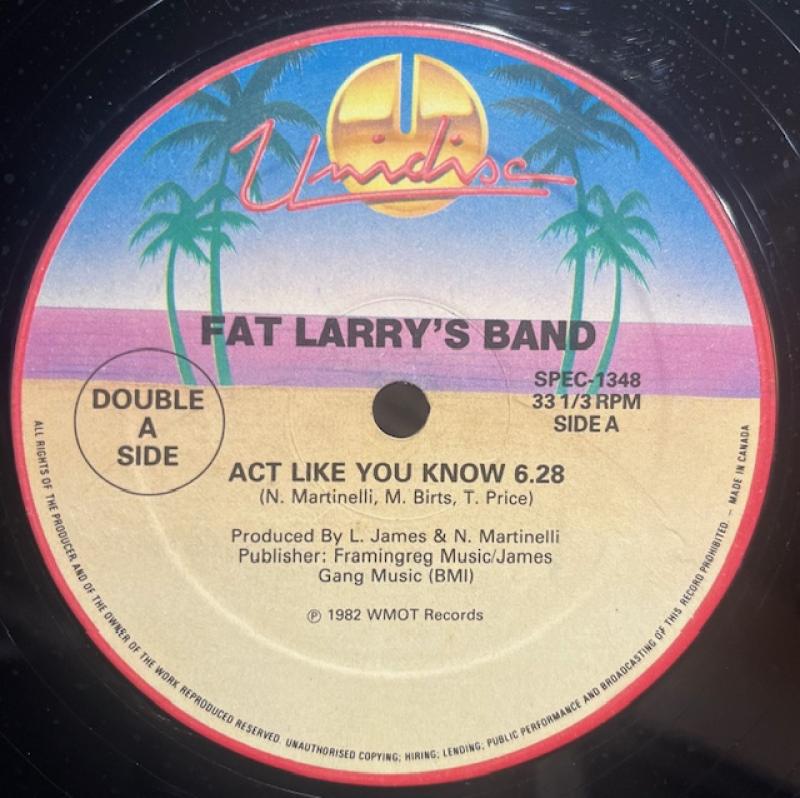 Unidisc
FAT LARRY'S BAND
DOUBLE
A
SIDE
SPEC-1348
33 1/3 RPM
SIDE A
ACT LIKE YOU KNOW 6.28
(N. Martinelli, M. Birts, T. Price)
Produced By L. James & N. Martinelli
Publisher: Framingreg Music/James
Gang Music (BMI)
℗ 1982 WMOT Records
ALL RIGHTS OF THE PRODUCER AND OF THE OWNER OF THE WORK REPRODUCED RESERVED. UNAUTHORISED COPYING; HIRING; LENDING; PUBLIC PERFORMANCE AND BROADCASTING OF THIS RECORD PROHIBITED. – MADE IN CANADA